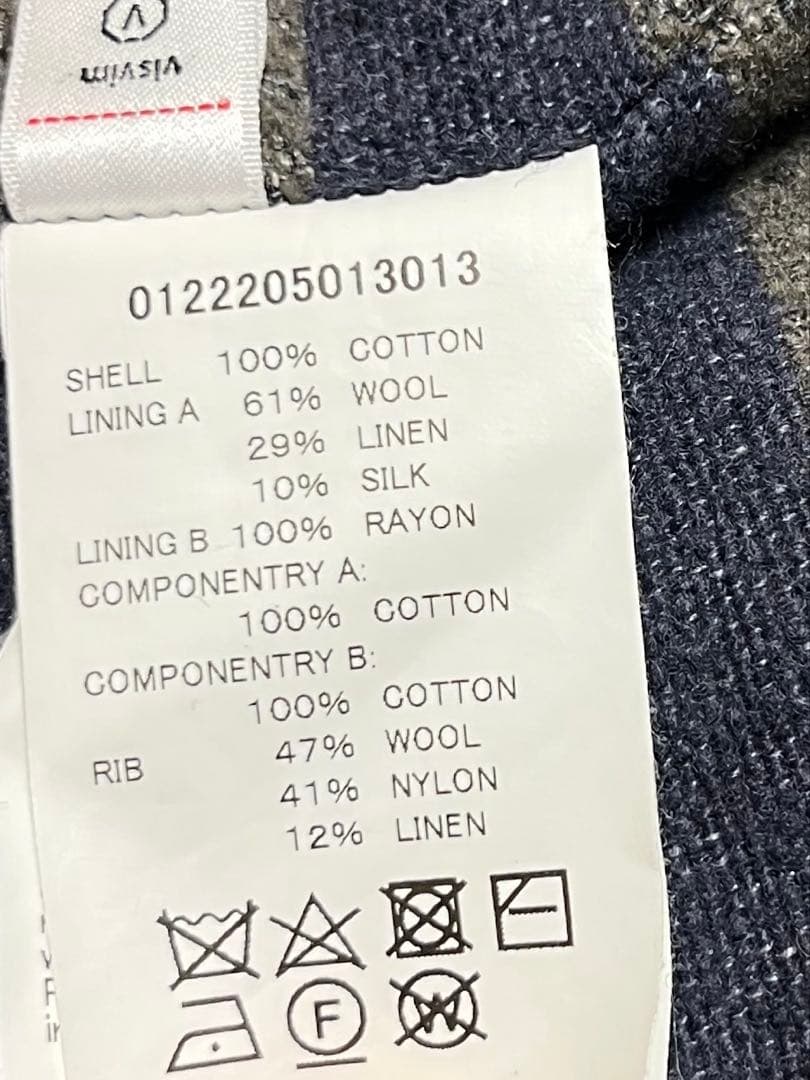 visvim
0122205013013
SHELL 100% COTTON
LINING A 61% WOOL
29% LINEN
10% SILK
LINING B 100% RAYON
COMPONENTRY A:
100% COTTON
COMPONENTRY B:
100% COTTON
RIB 47% WOOL
41% NYLON
12% LINEN
F
W